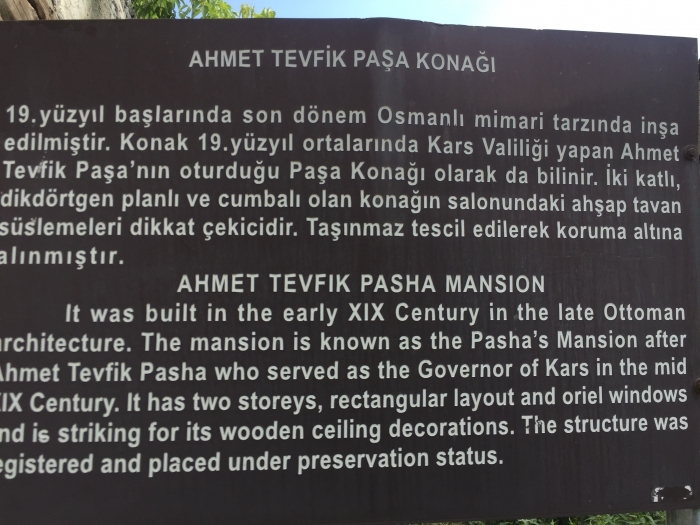 AHMET TEVFİK PAŞA KONAĞI
19.yüzyıl başlarında son dönem Osmanlı mimari tarzında inşa
edilmiştir. Konak 19.yüzyıl ortalarında Kars Valiliği yapan Ahmet
Tevfik Paşa'nın oturduğu Paşa Konağı olarak da bilinir. İki katlı,
dikdörtgen planlı ve cumbalı olan konağın salonundaki ahşap tavan
süslemeleri dikkat çekicidir. Taşınmaz tescil edilerek koruma altına
alınmıştır.
AHMET TEVFIK PASHA MANSION
It was built in the early XIX Century in the late Ottoman
architecture. The mansion is known as the Pasha's Mansion after
Ahmet Tevfik Pasha who served as the Governor of Kars in the mid
XIX Century. It has two storeys, rectangular layout and oriel windows
and is striking for its wooden ceiling decorations. The structure was
registered and placed under preservation status.